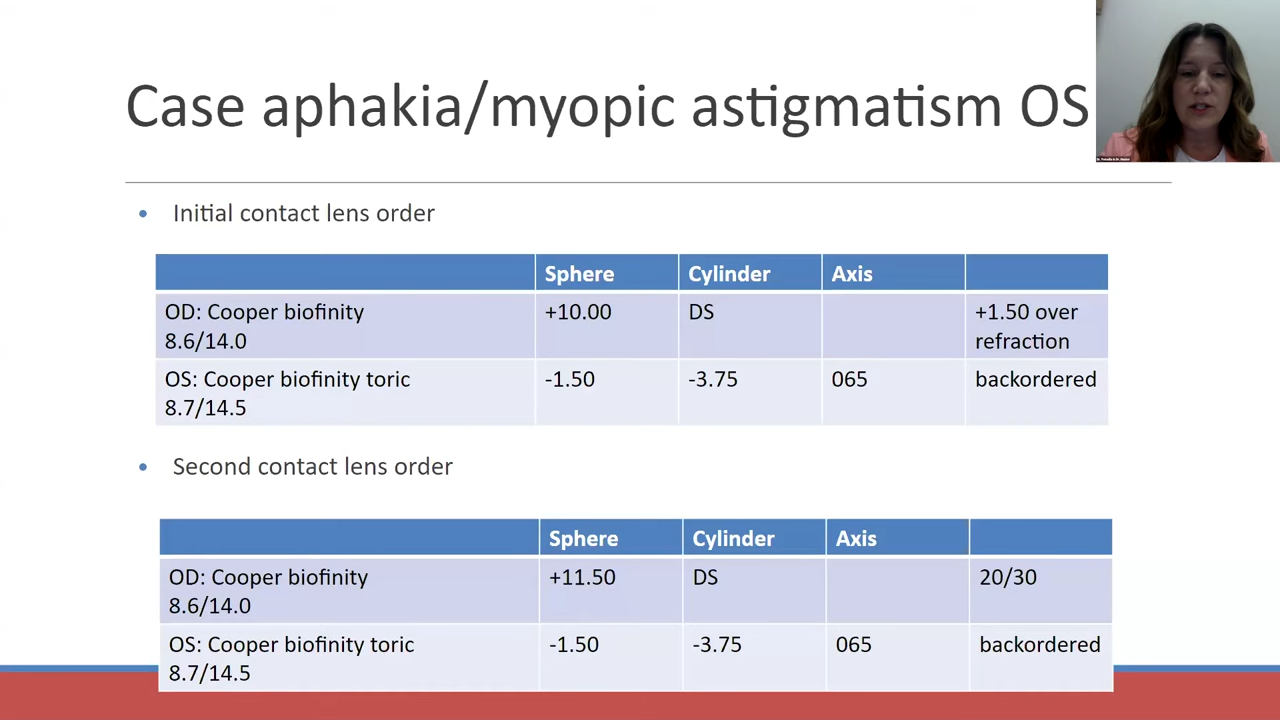 Case aphakia/myopic astigmatism OS
• Initial contact lens order
Sphere Cylinder Axis
OD: Cooper biofinity +10.00 DS +1.50 over
8.6/14.0 refraction
OS: Cooper biofinity toric -1.50 -3.75 065 backordered
8.7/14.5
• Second contact lens order
Sphere Cylinder Axis
OD: Cooper biofinity +11.50 DS 20/30
8.6/14.0
OS: Cooper biofinity toric -1.50 -3.75 065 backordered
8.7/14.5